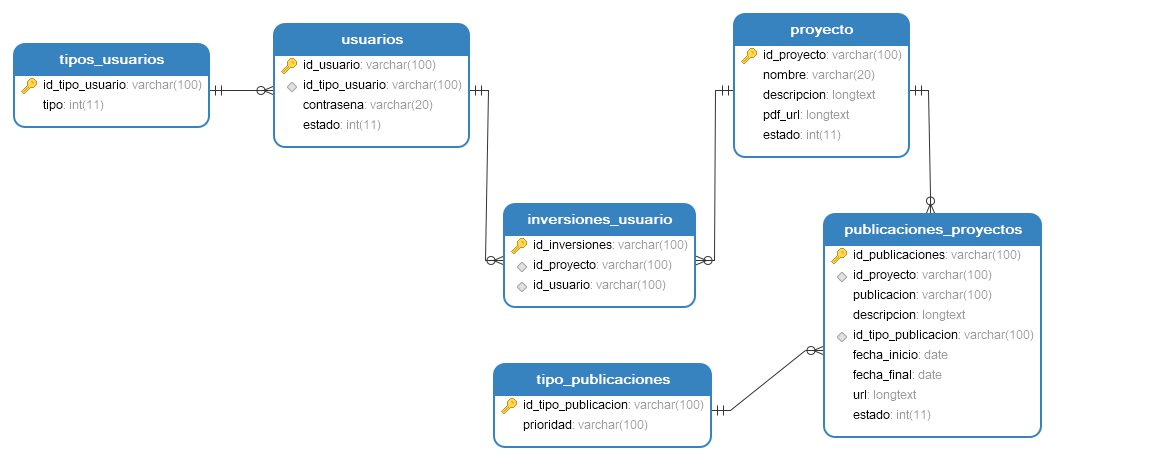 tipos_usuarios
id_tipo_usuario: varchar(100)
tipo: int(11)
usuarios
id_usuario: varchar(100)
id_tipo_usuario: varchar(100)
contrasena: varchar(20)
estado: int(11)
proyecto
id_proyecto: varchar(100)
nombre: varchar(20)
descripcion: longtext
pdf_url: longtext
estado: int(11)
inversiones_usuario
id_inversiones: varchar(100)
id_proyecto: varchar(100)
id_usuario: varchar(100)
publicaciones_proyectos
id_publicaciones: varchar(100)
id_proyecto: varchar(100)
publicacion: varchar(100)
descripcion: longtext
id_tipo_publicacion: varchar(100)
fecha_inicio: date
fecha_final: date
url: longtext
estado: int(11)
tipo_publicaciones
id_tipo_publicacion: varchar(100)
prioridad: varchar(100)